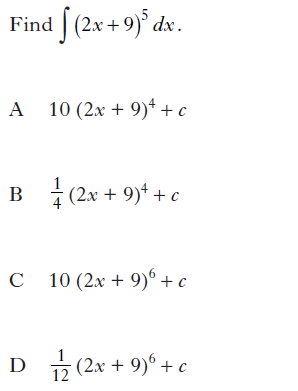 Find ∫(2x + 9)⁵ dx.
A 10 (2x + 9)⁴ + c
B 1/4 (2x + 9)⁴ + c
C 10 (2x + 9)⁶ + c
D 1/12 (2x + 9)⁶ + c